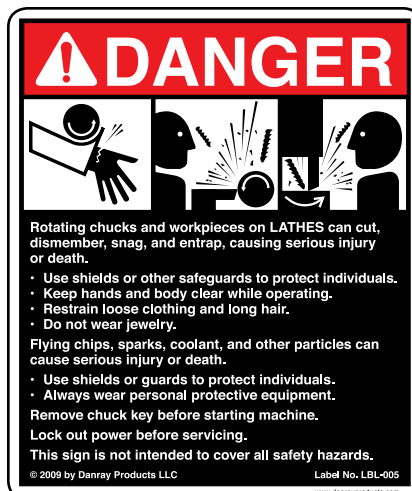 DANGER
Rotating chucks and workpieces on LATHES can cut,
dismember, snag, and entrap, causing serious injury
or death.
· Use shields or other safeguards to protect individuals.
· Keep hands and body clear while operating.
· Restrain loose clothing and long hair.
· Do not wear jewelry.
Flying chips, sparks, coolant, and other particles can
cause serious injury or death.
· Use shields or guards to protect individuals.
· Always wear personal protective equipment.
Remove chuck key before starting machine.
Lock out power before servicing.
This sign is not intended to cover all safety hazards.
© 2009 by Danray Products LLC Label No. LBL-005